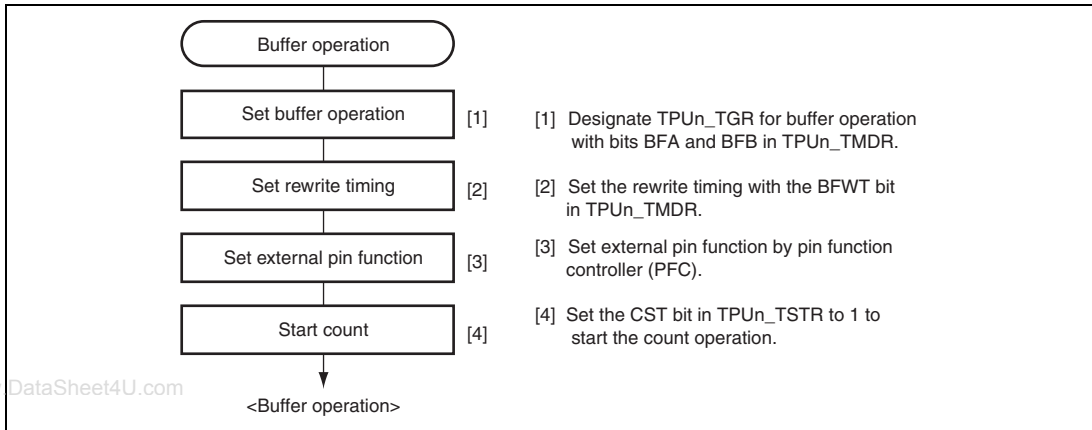 Buffer operation
Set buffer operation [1]
[1] Designate TPUn_TGR for buffer operation
with bits BFA and BFB in TPUn_TMDR.
Set rewrite timing [2]
[2] Set the rewrite timing with the BFWT bit
in TPUn_TMDR.
Set external pin function [3]
[3] Set external pin function by pin function
controller (PFC).
Start count [4]
[4] Set the CST bit in TPUn_TSTR to 1 to
start the count operation.
.DataSheet4U.com
<Buffer operation>